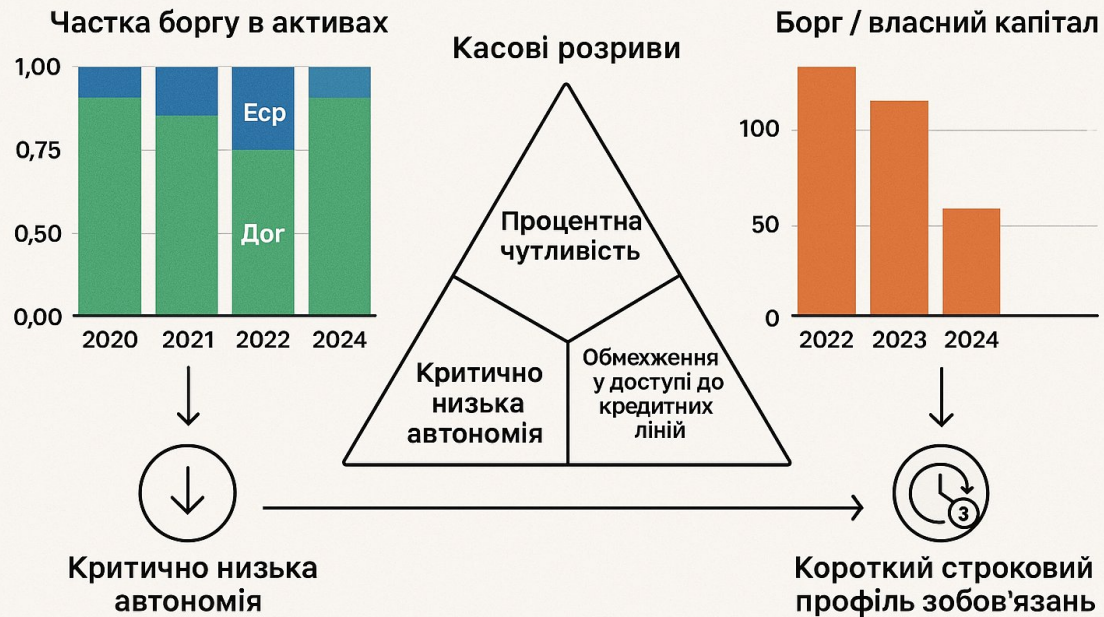 Частка боргу в активах
1,00
0,75
0,50
0,00
Еср
Дог
2020 2021 2022 2024
Критично низька
автономія
Касові розриви
Процентна
чутливість
Критично
низька
автономія
Обмехження
у доступі до
кредитних
ліній
Борг / власний капітал
100
50
0
2022 2023 2024
3
Короткий строковий
профіль зобов'язань